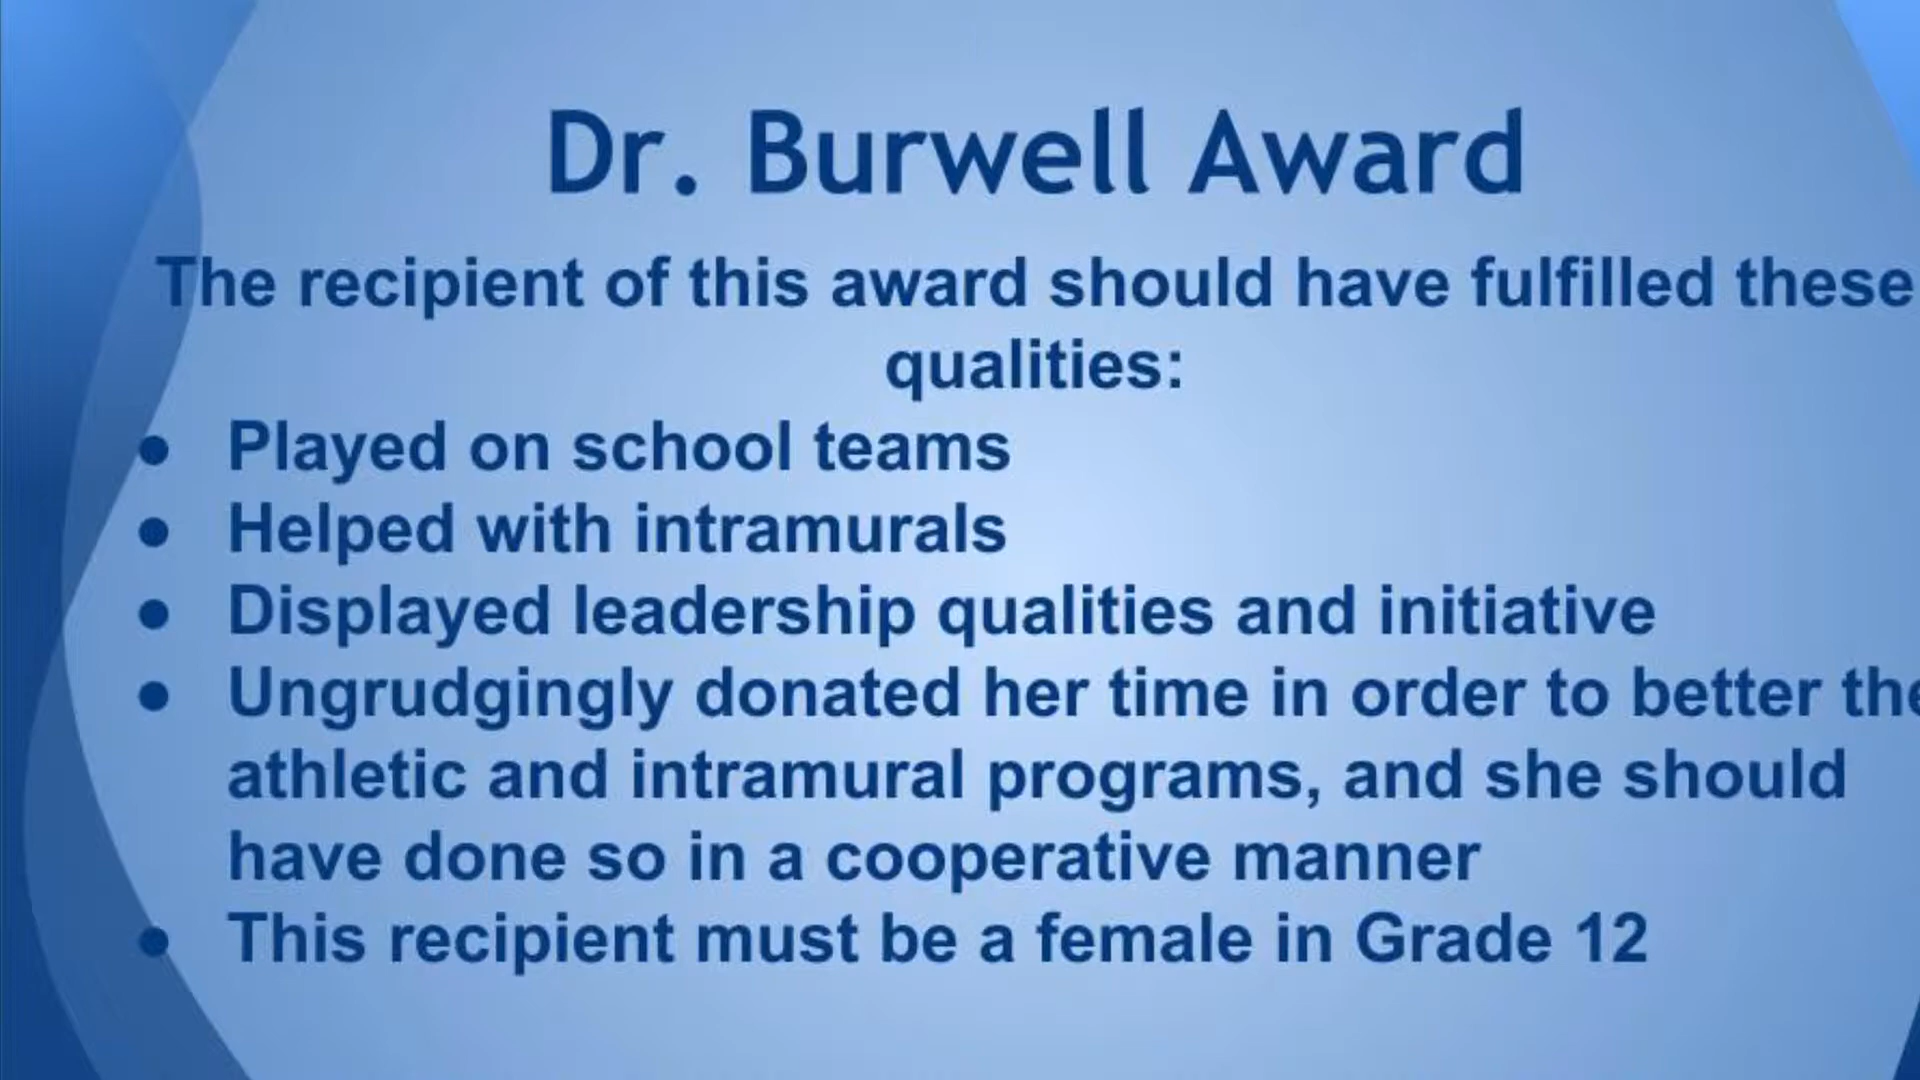 Dr. Burwell Award
The recipient of this award should have fulfilled these
qualities:
● Played on school teams
● Helped with intramurals
● Displayed leadership qualities and initiative
● Ungrudgingly donated her time in order to better the
athletic and intramural programs, and she should
have done so in a cooperative manner
● This recipient must be a female in Grade 12